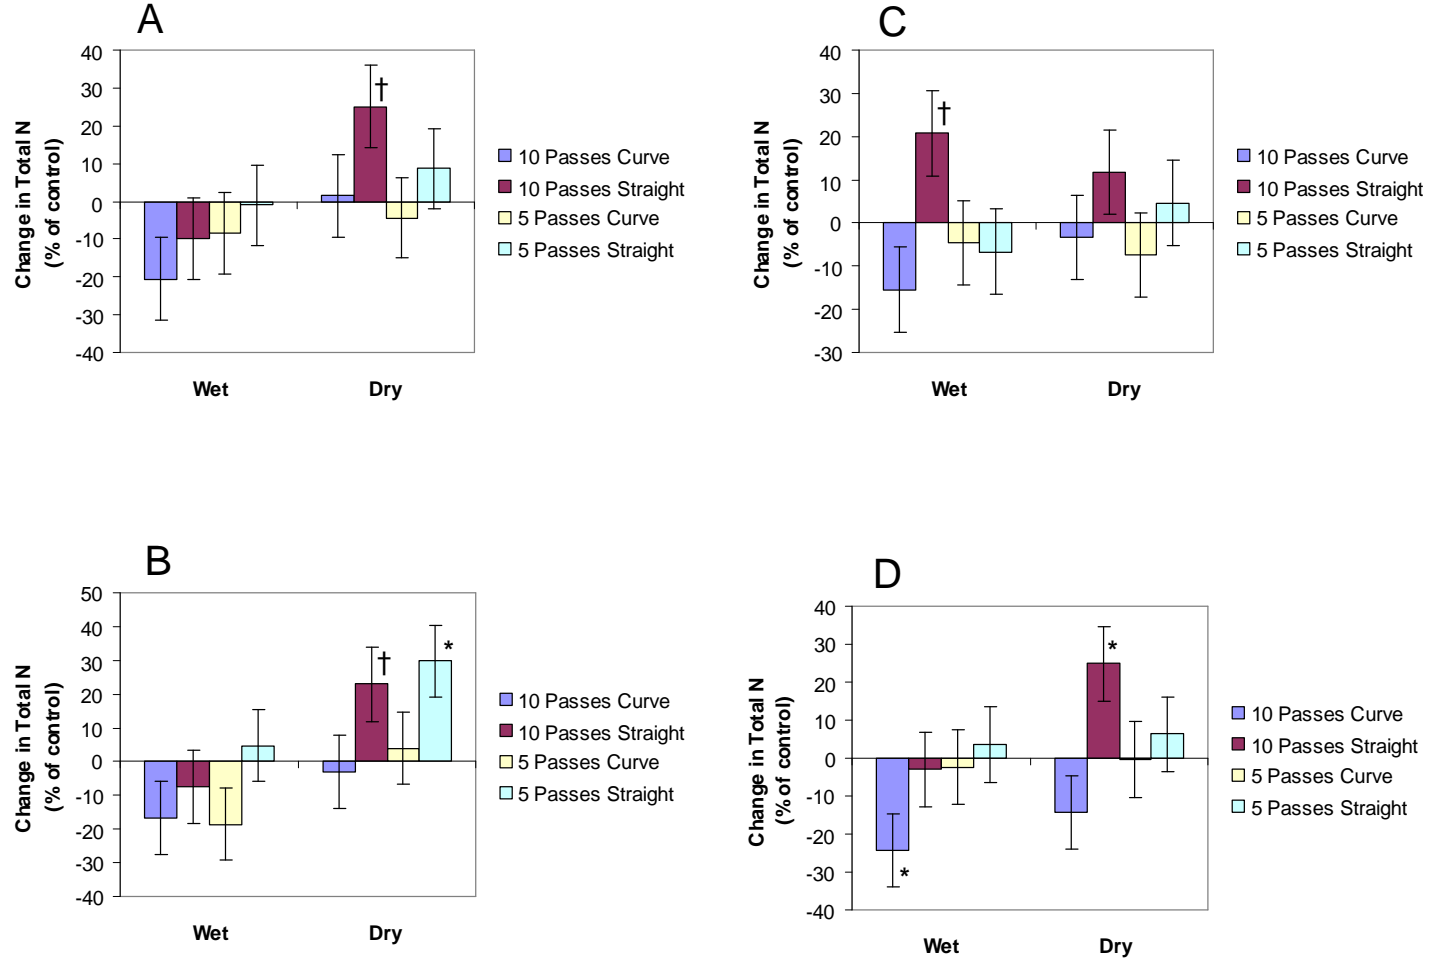 A
Change in Total N
(% of control)
40
30
20
10
0
-10
-20
-30
-40
†
Wet
Dry
10 Passes Curve
10 Passes Straight
5 Passes Curve
5 Passes Straight
C
Change in Total N
(% of control)
40
30
20
10
0
-10
-20
-30
†
Wet
Dry
10 Passes Curve
10 Passes Straight
5 Passes Curve
5 Passes Straight
B
Change in Total N
(% of control)
50
40
30
20
10
0
-10
-20
-30
-40
†
*
Wet
Dry
10 Passes Curve
10 Passes Straight
5 Passes Curve
5 Passes Straight
D
Change in Total N
(% of control)
40
30
20
10
0
-10
-20
-30
-40
*
*
Wet
Dry
10 Passes Curve
10 Passes Straight
5 Passes Curve
5 Passes Straight